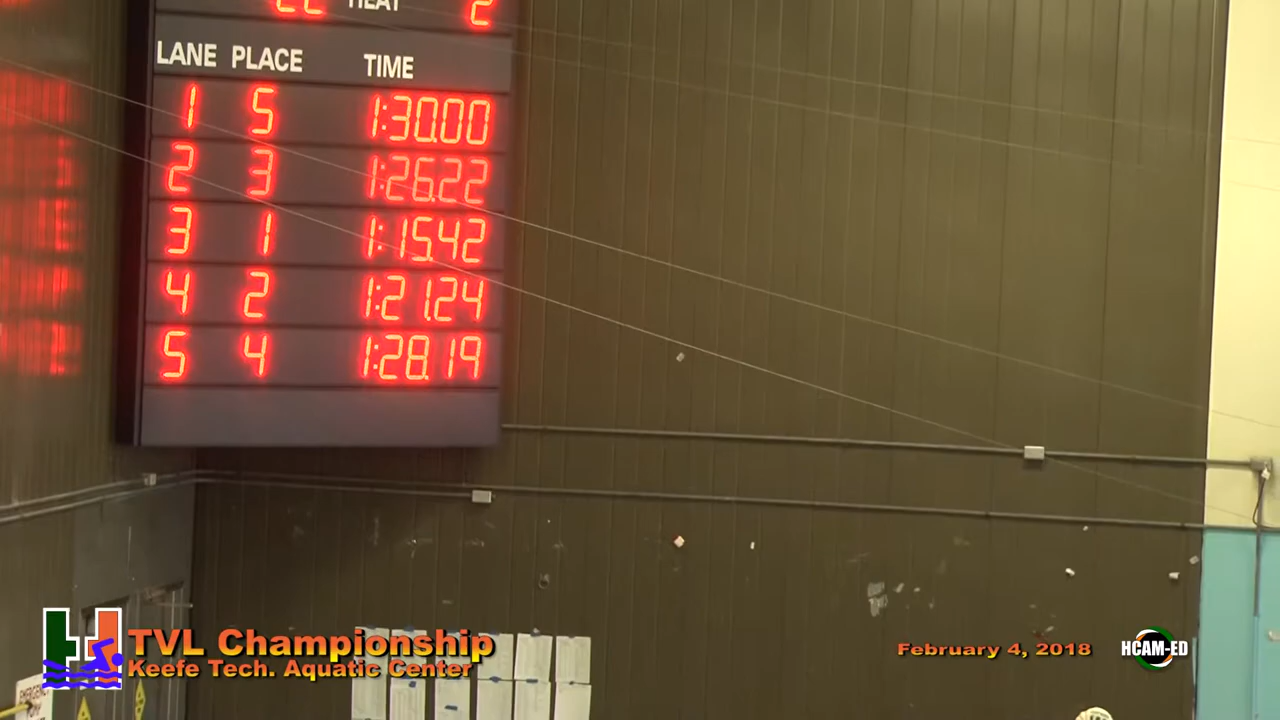 HEAT 2
LANE PLACE TIME
1 5 1:30.00
2 3 1:26.22
3 1 1:15.42
4 2 1:21.24
5 4 1:28.19
H TVL Championship
Keefe Tech. Aquatic Center
February 4, 2018 HCAM-ED
EMERGENCY